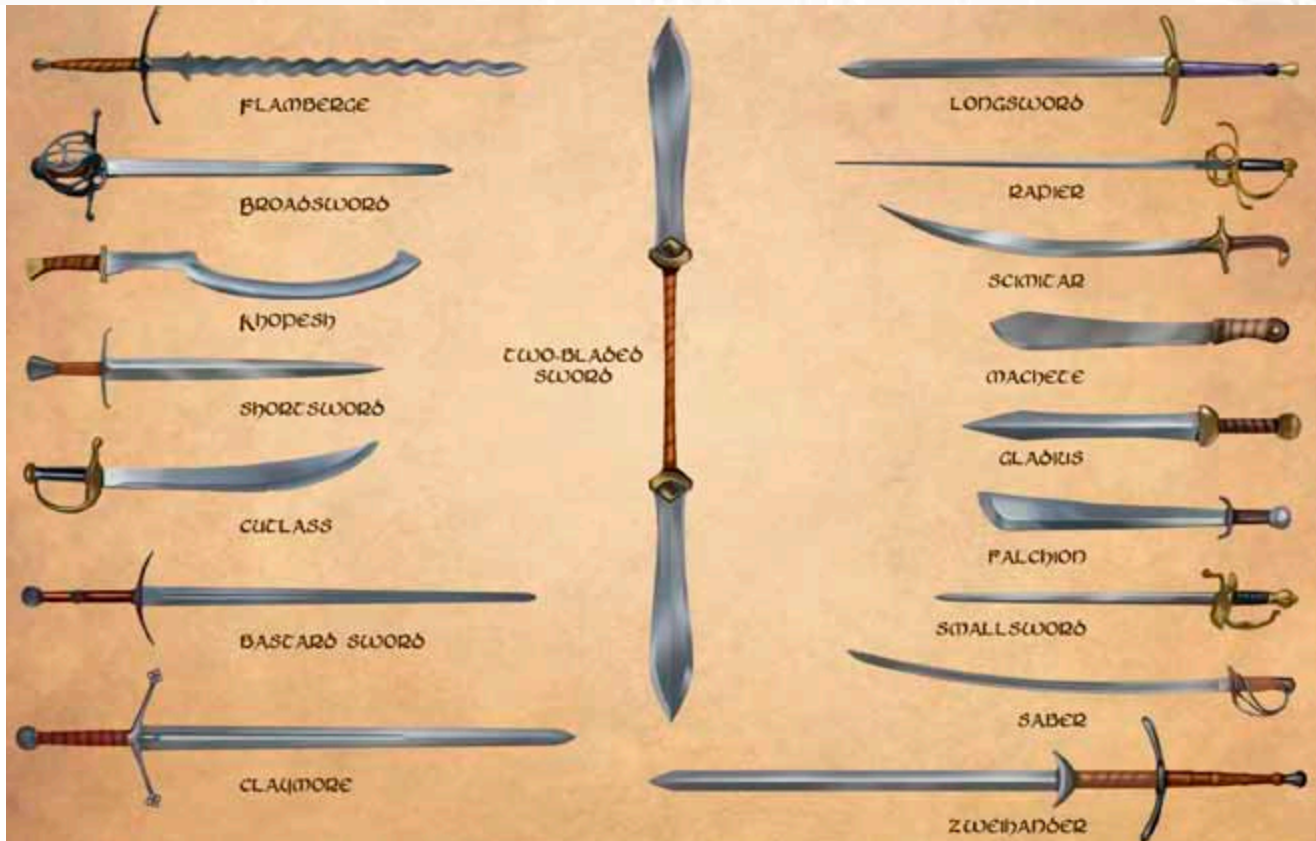 FLAMBERGE
BROADSWORD
KHOPESH
SHORTSWORD
CUTLASS
BASTARD SWORD
CLAYMORE
TWO-BLADED
SWORD
LONGSWORD
RAPIER
SCIMITAR
MACHETE
GLADIUS
FALCHION
SMALLSWORD
SABER
ZWEIHANDER